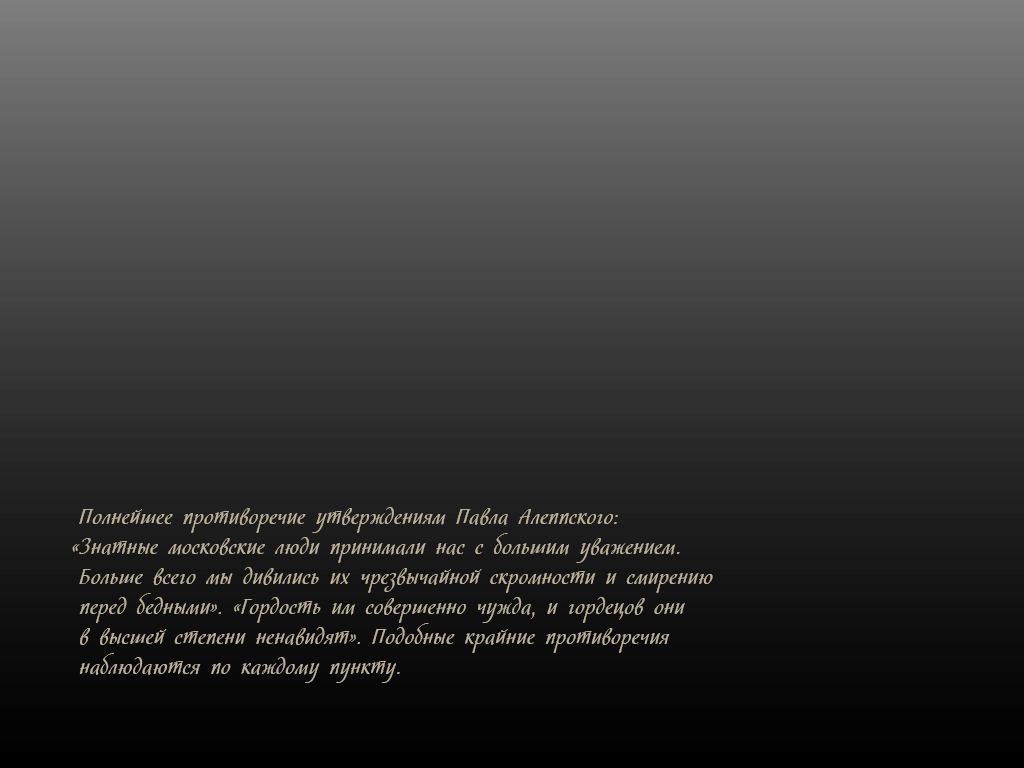 Полнейшее противоречие утверждениям Павла Алеппского:
«Знатные московские люди принимали нас с большим уважением.
Больше всего мы дивились их чрезвычайной скромности и смирению
перед бедными». «Гордость им совершенно чужда, и гордецов они
в высшей степени ненавидят». Подобные крайние противоречия
наблюдаются по каждому пункту.